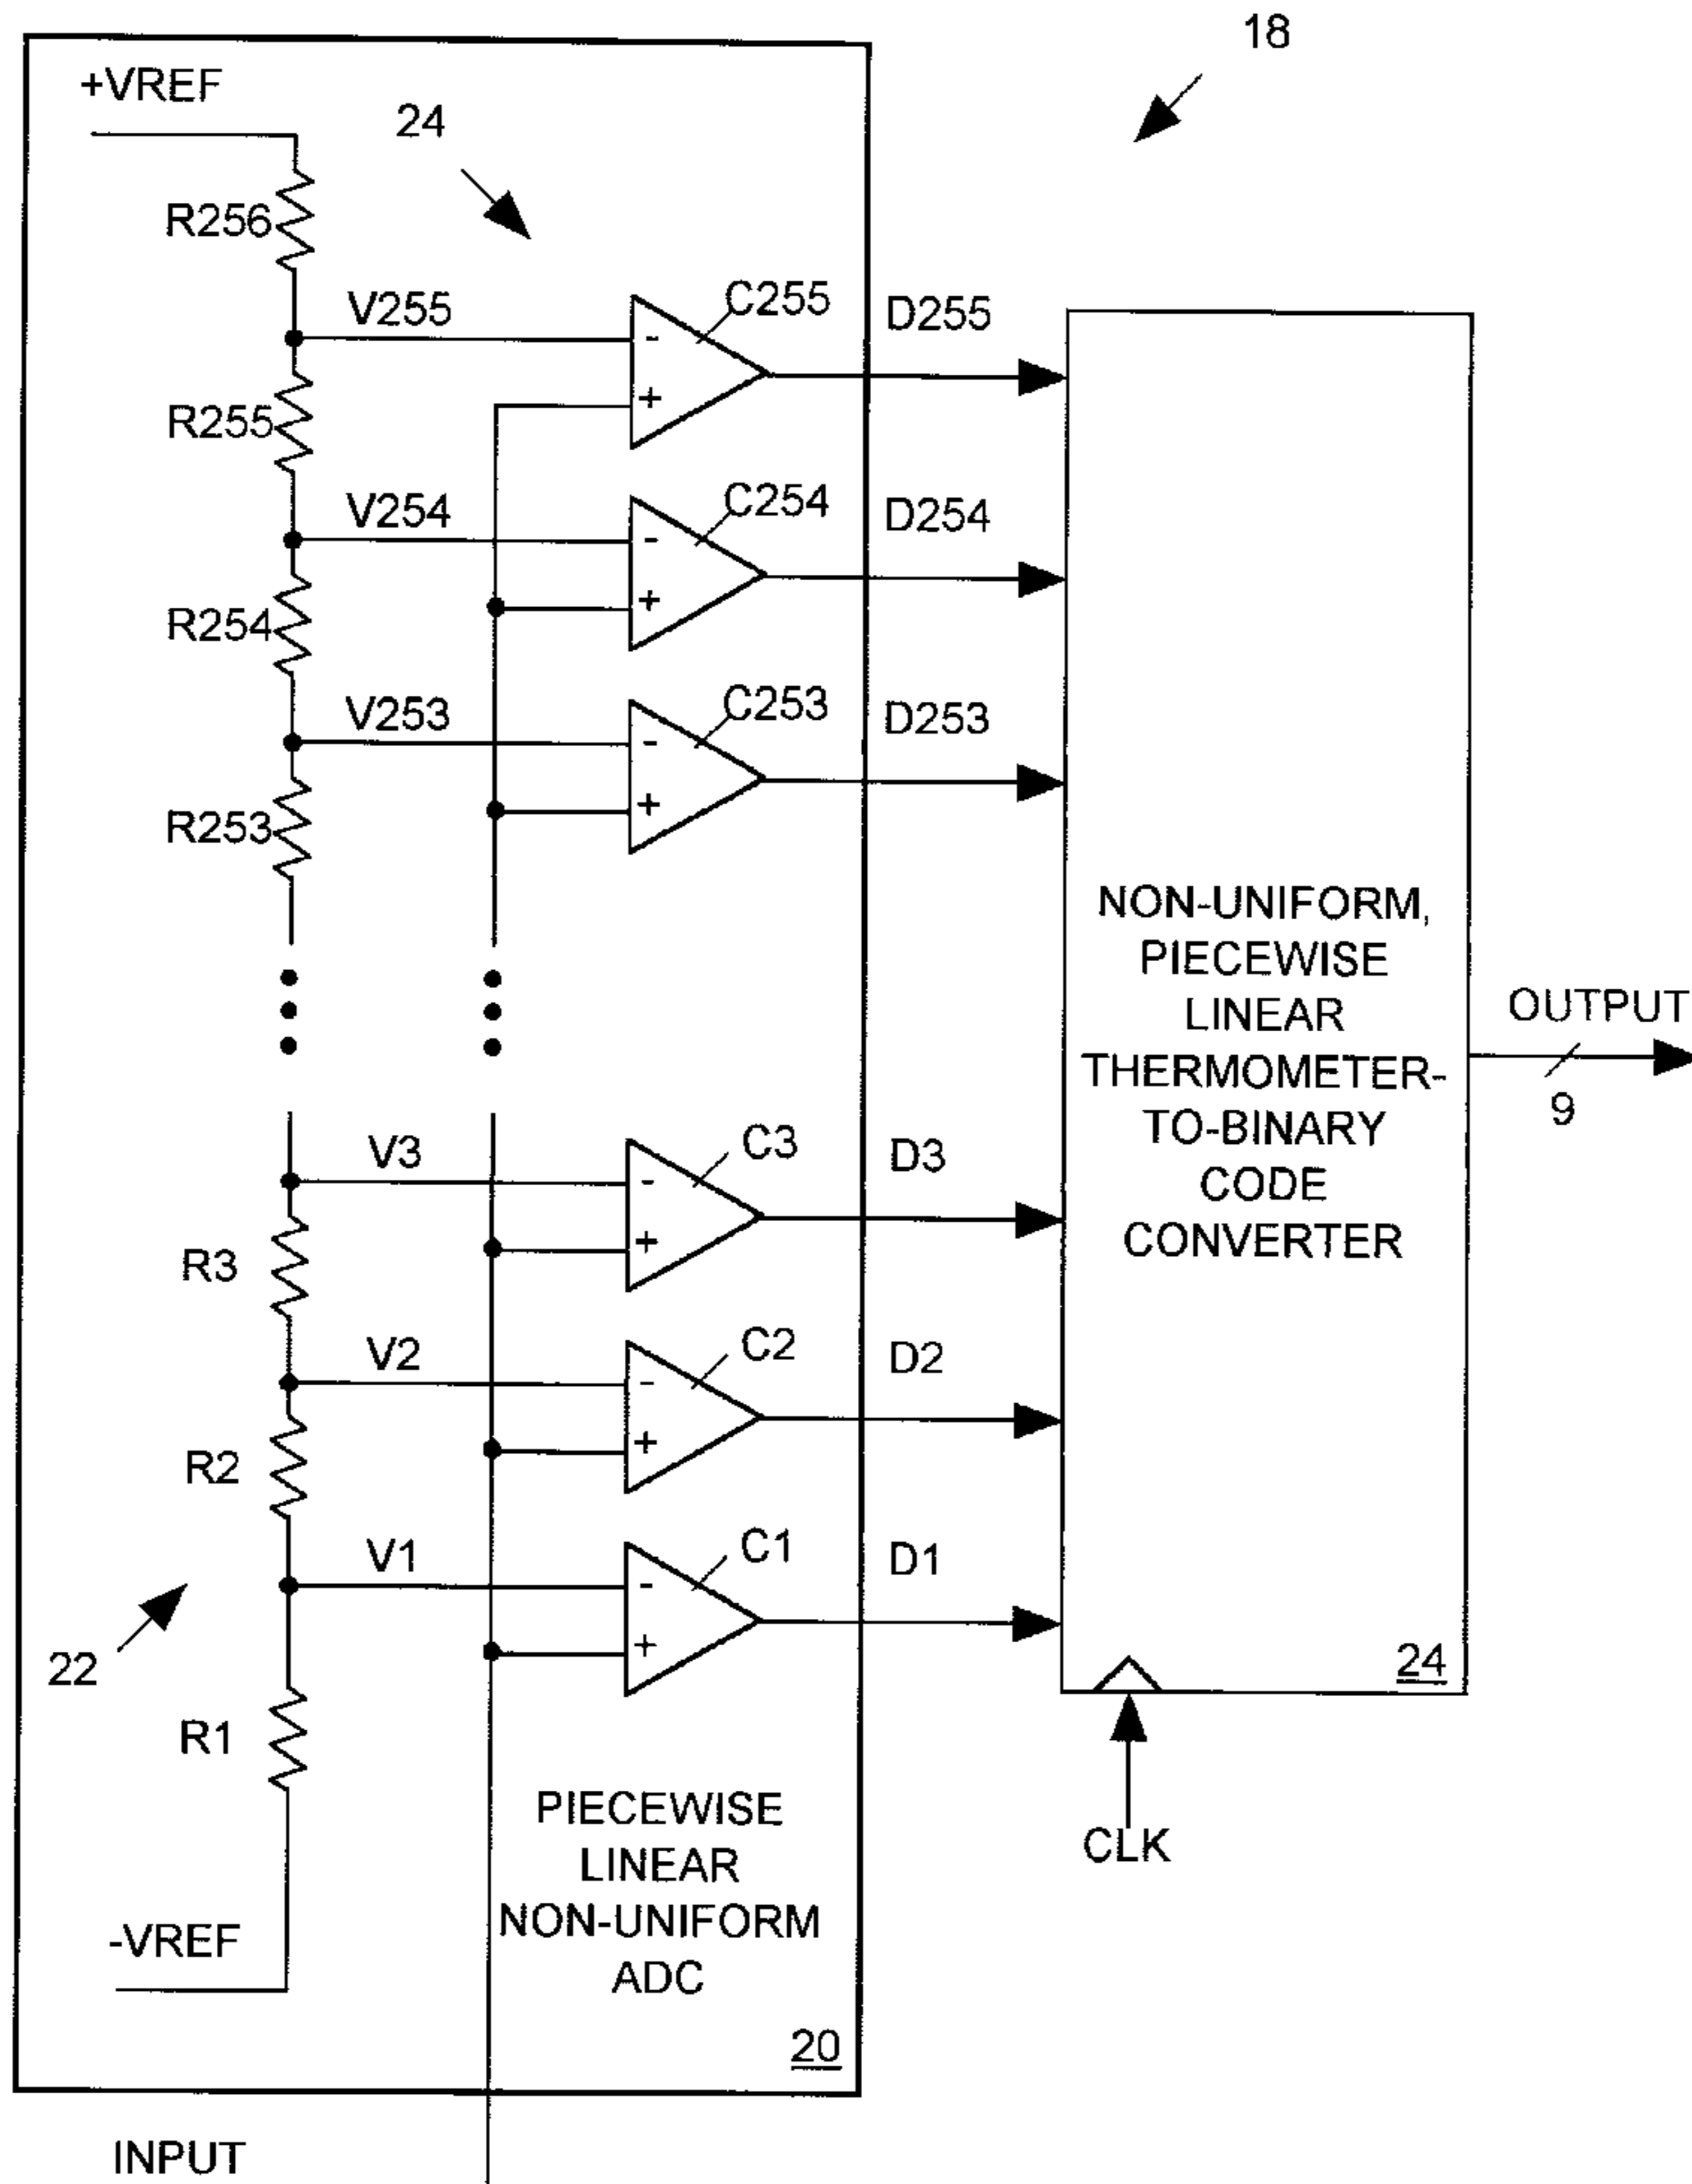 18
+VREF
24
R256
V255
C255
D255
-
+
R255
V254
C254
D254
-
+
R254
V253
C253
D253
-
+
R253
NON-UNIFORM,
PIECEWISE
LINEAR
THERMOMETER-
TO-BINARY
CODE
CONVERTER
OUTPUT
9
V3
C3
D3
-
+
R3
V2
C2
D2
-
+
R2
V1
C1
D1
-
+
22
24
R1
CLK
PIECEWISE
LINEAR
NON-UNIFORM
ADC
-VREF
20
INPUT